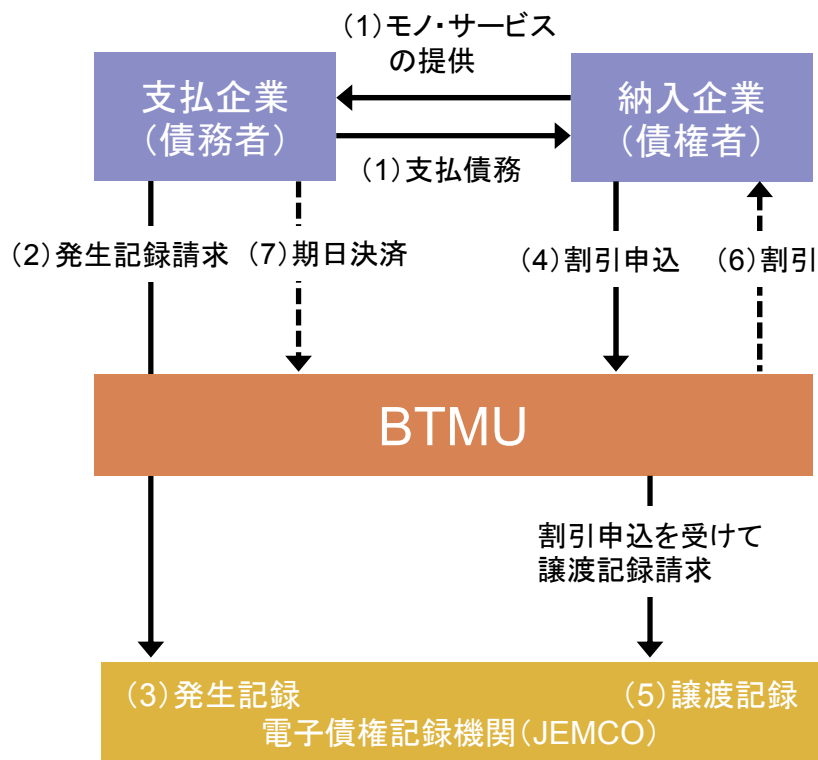 (1)モノ・サービス
の提供
支払企業
(債務者)
納入企業
(債権者)
(1)支払債務
(2)発生記録請求
(7)期日決済
(4)割引申込
(6)割引
BTMU
割引申込を受けて
譲渡記録請求
(3)発生記録
(5)譲渡記録
電子債権記録機関(JEMCO)